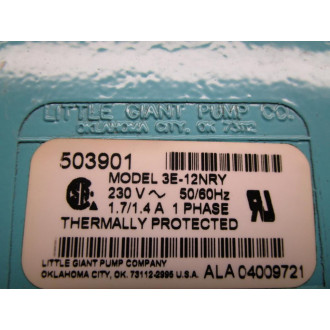 LITTLE GIANT PUMP CO.
OKLAHOMA CITY, OK 73112
503901
MODEL 3E-12NRY
230 V ~ 50/60Hz
1.7/1.4 A 1 PHASE
THERMALLY PROTECTED
LITTLE GIANT PUMP COMPANY
OKLAHOMA CITY, OK. 73112-2995 U.S.A. ALA 04009721